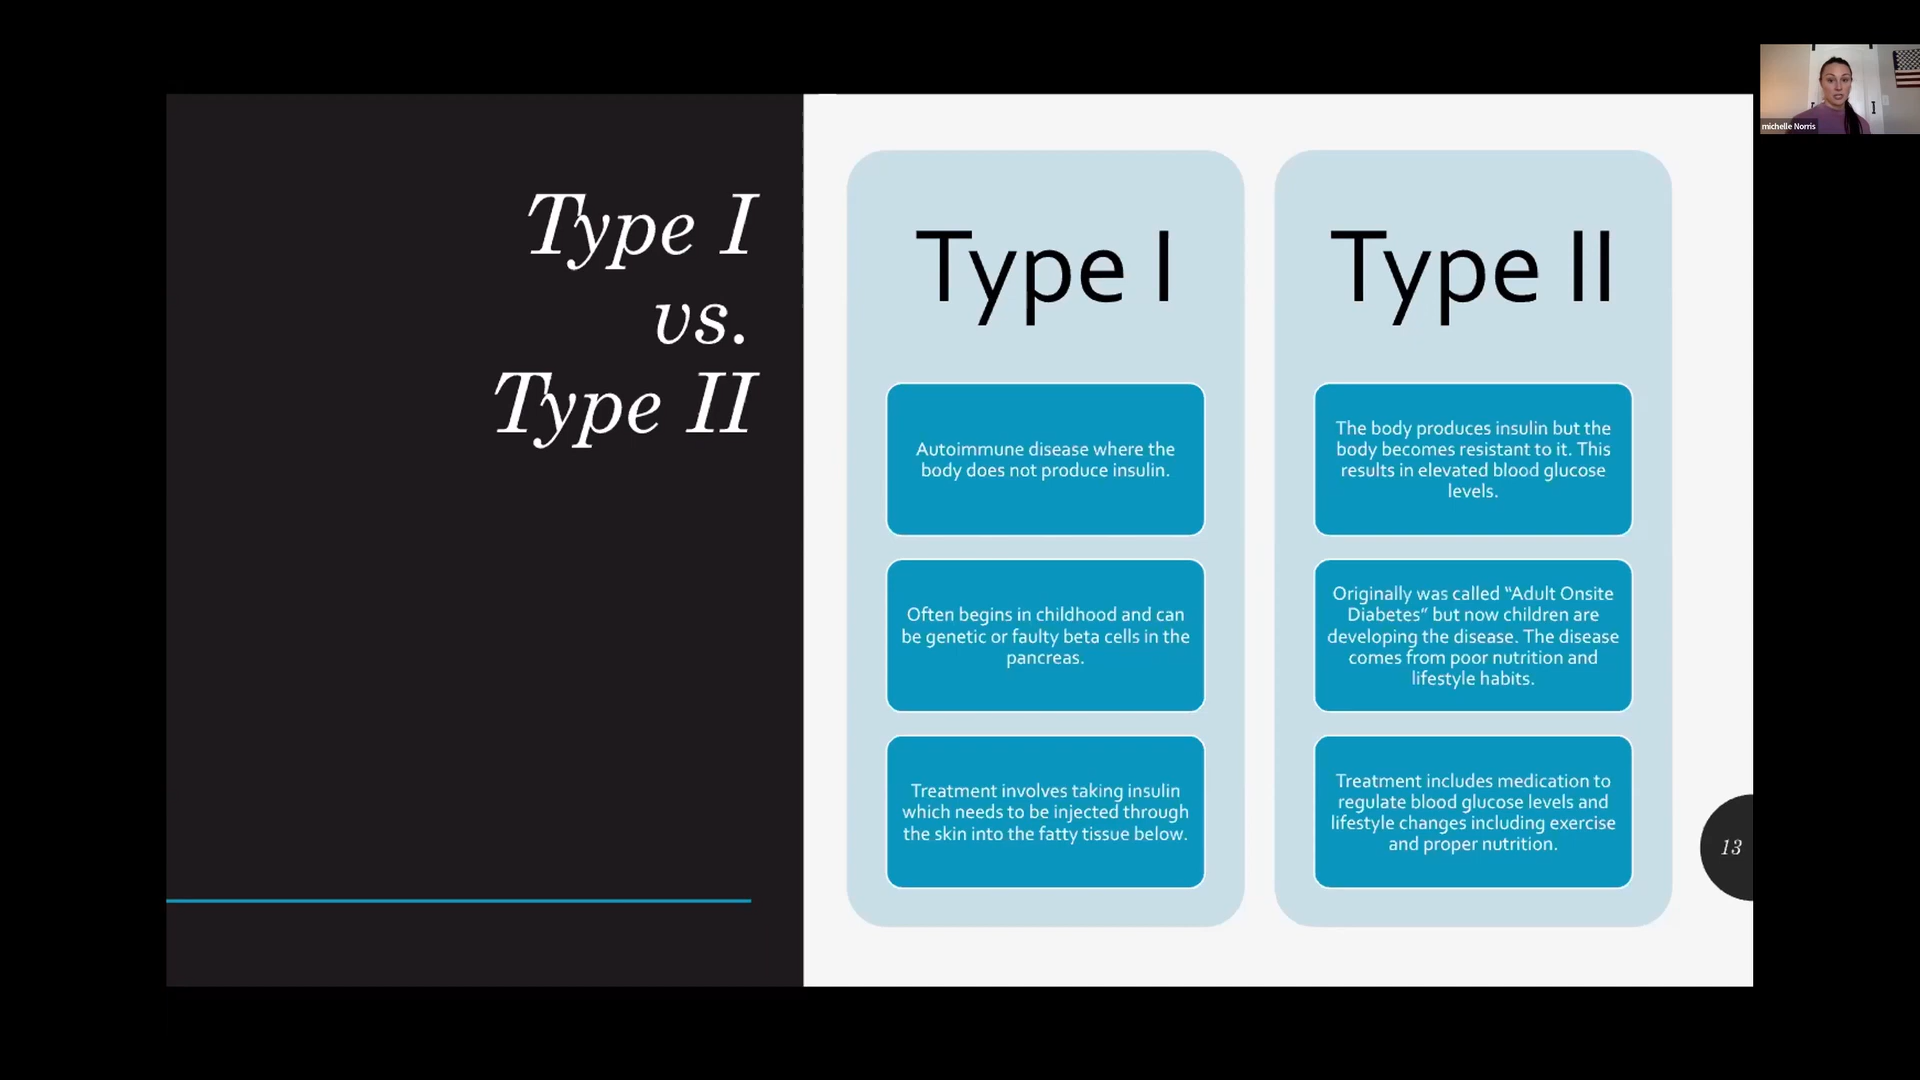 Type I
vs.
Type II
Type I
Autoimmune disease where the
body does not produce insulin.
Often begins in childhood and can
be genetic or faulty beta cells in the
pancreas.
Treatment involves taking insulin
which needs to be injected through
the skin into the fatty tissue below.
Type II
The body produces insulin but the
body becomes resistant to it. This
results in elevated blood glucose
levels.
Originally was called “Adult Onsite
Diabetes” but now children are
developing the disease. The disease
comes from poor nutrition and
lifestyle habits.
Treatment includes medication to
regulate blood glucose levels and
lifestyle changes including exercise
and proper nutrition.
13
michelle Norris